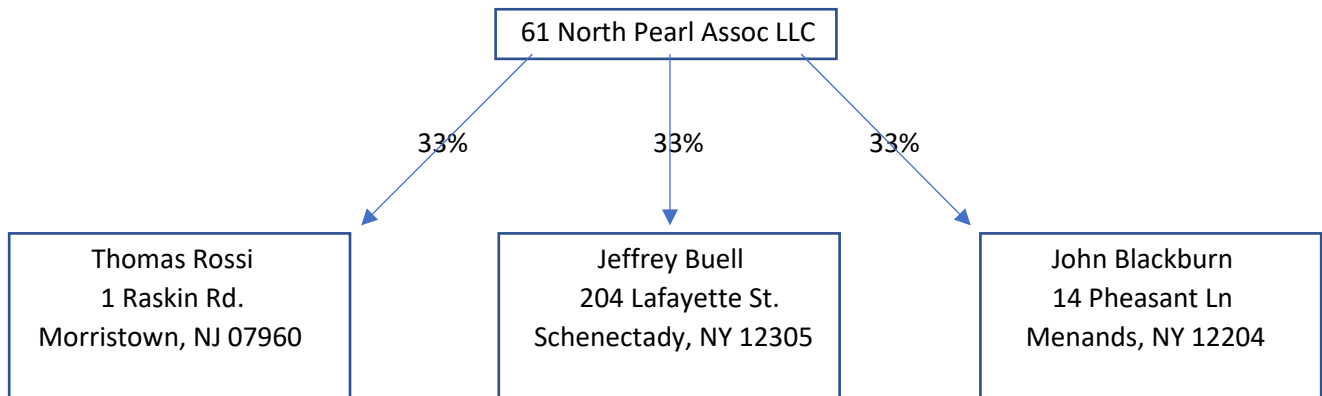 61 North Pearl Assoc LLC
33%
33%
33%
Thomas Rossi
1 Raskin Rd.
Morristown, NJ 07960
Jeffrey Buell
204 Lafayette St.
Schenectady, NY 12305
John Blackburn
14 Pheasant Ln
Menands, NY 12204